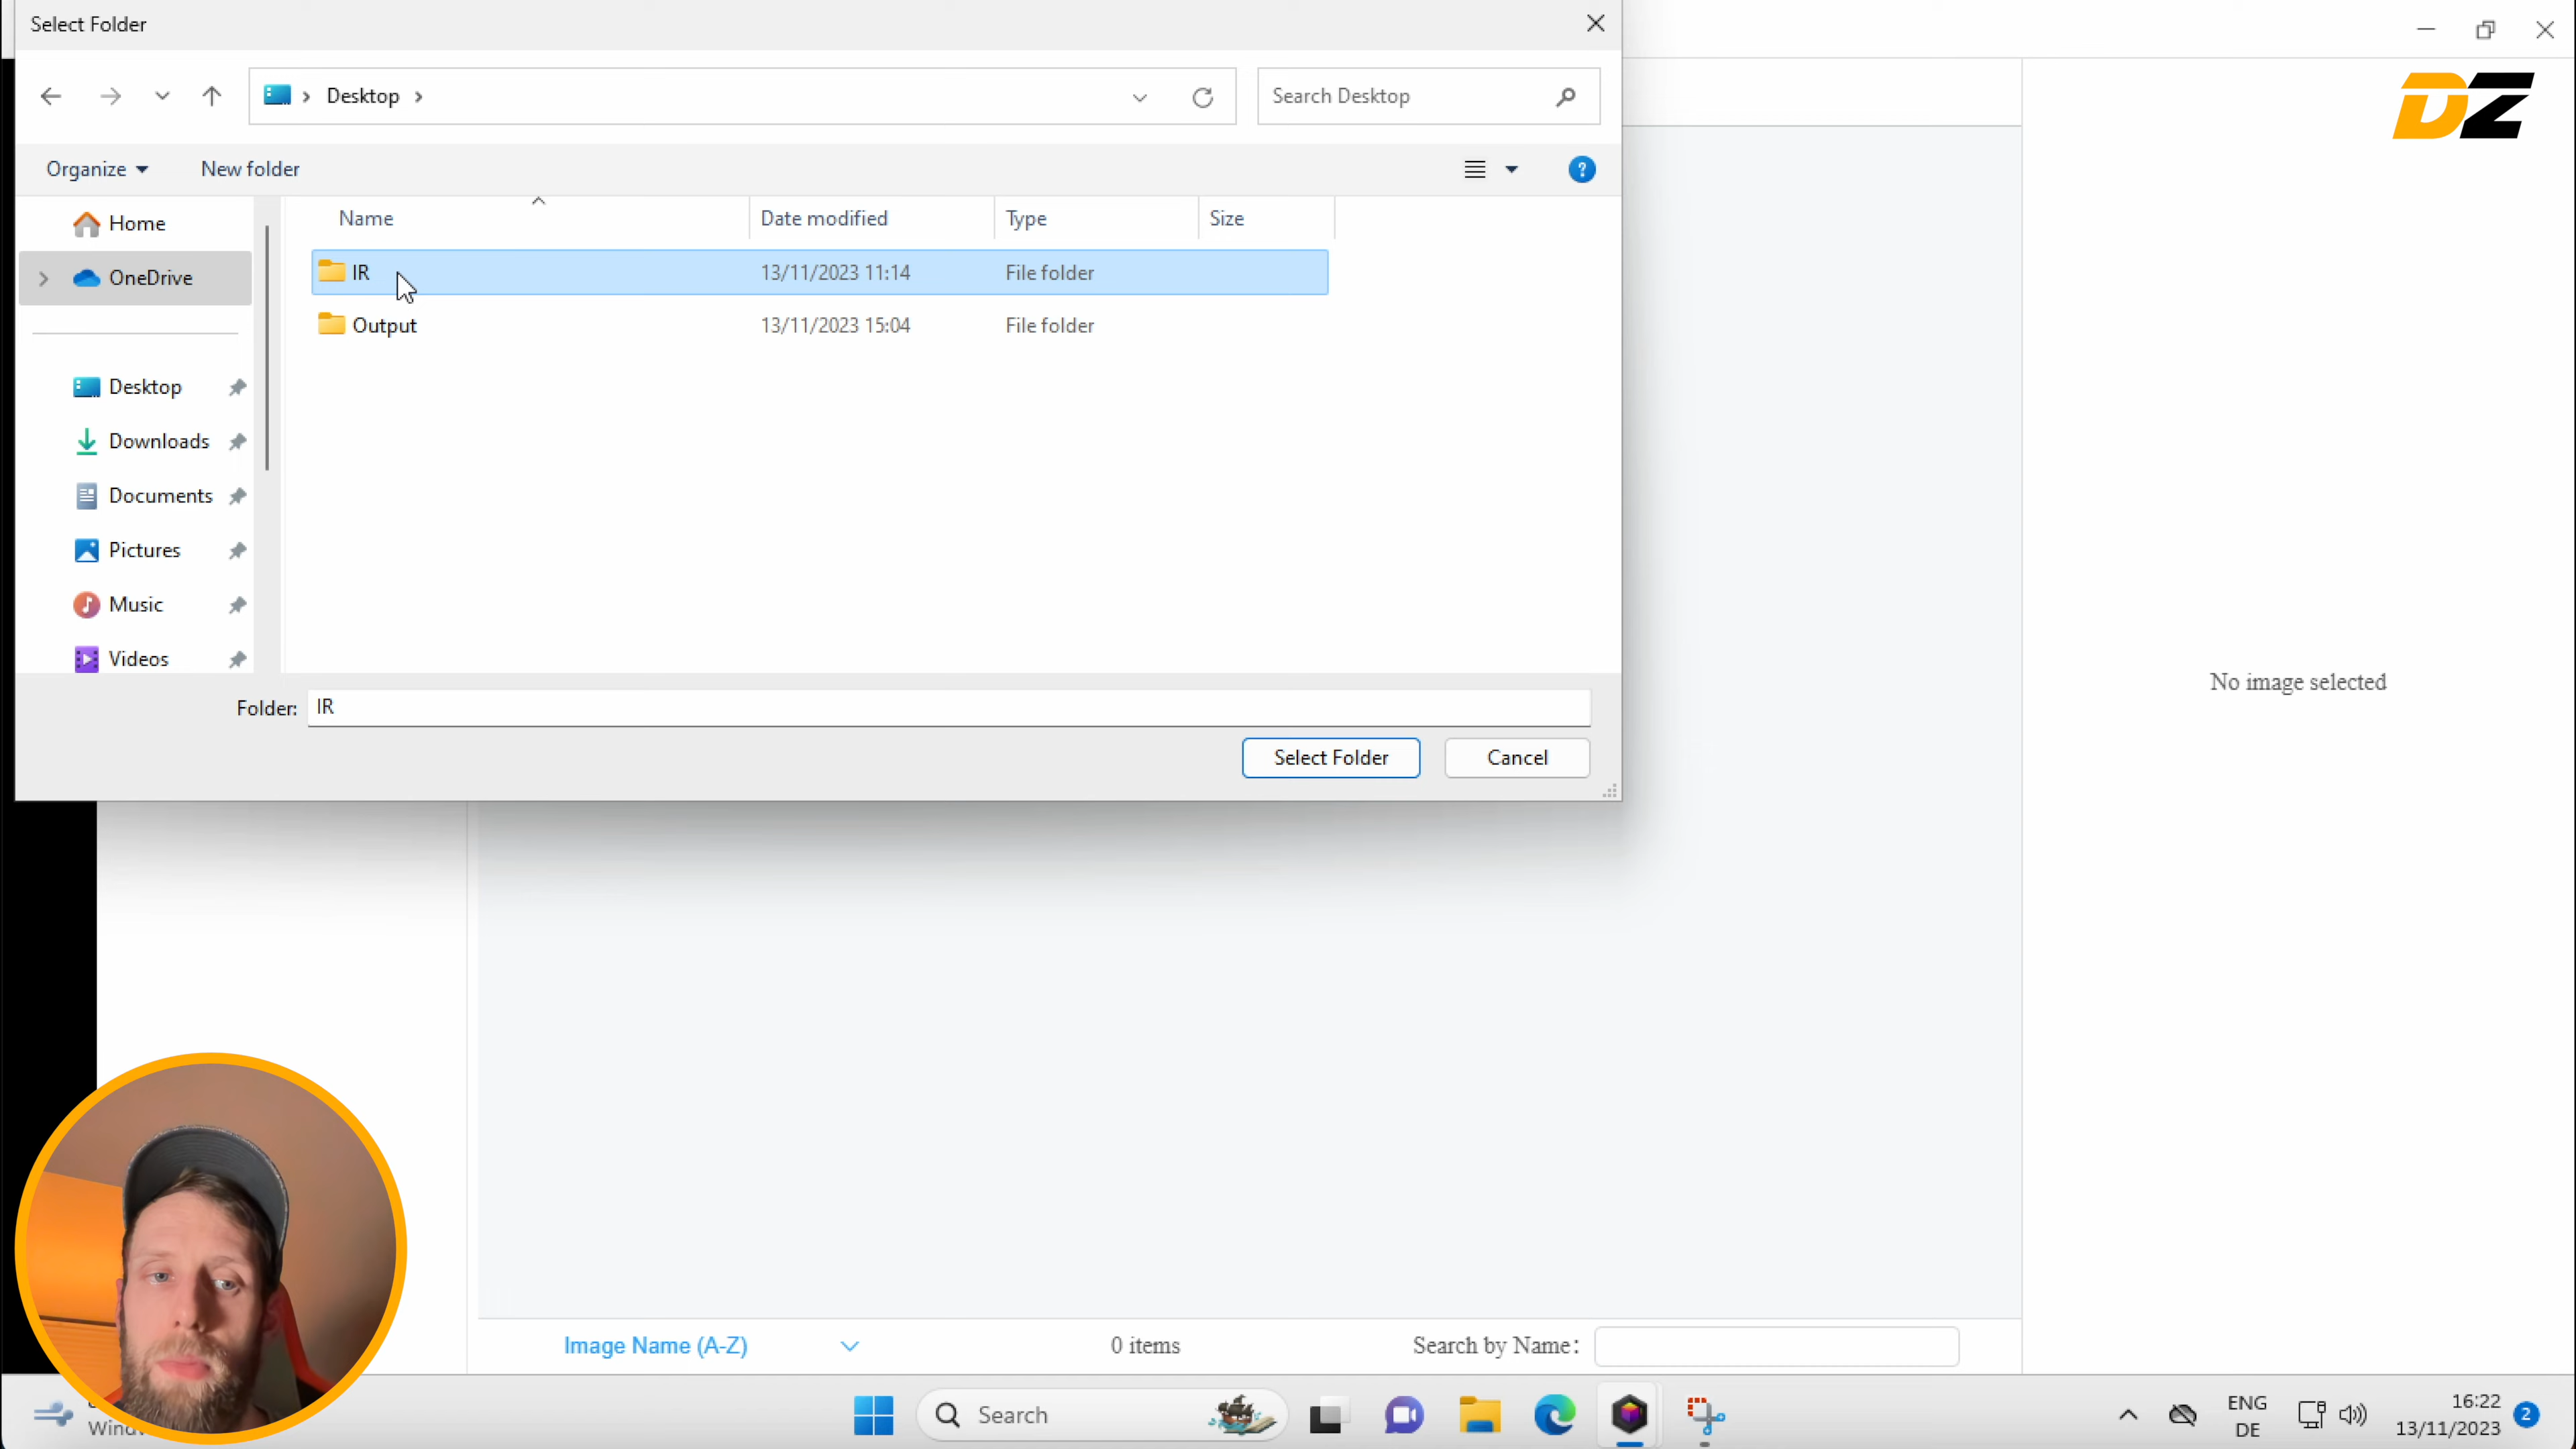 Select Folder
Desktop
Search Desktop
DZ
Organize
New folder
Name
Date modified
Type
Size
Home
OneDrive
IR
13/11/2023 11:14
File folder
Output
13/11/2023 15:04
File folder
Desktop
Downloads
Documents
Pictures
Music
Videos
No image selected
Folder:
IR
Select Folder
Cancel
Image Name (A-Z)
0 items
Search by Name:
Search
ENG
DE
16:22
13/11/2023
2